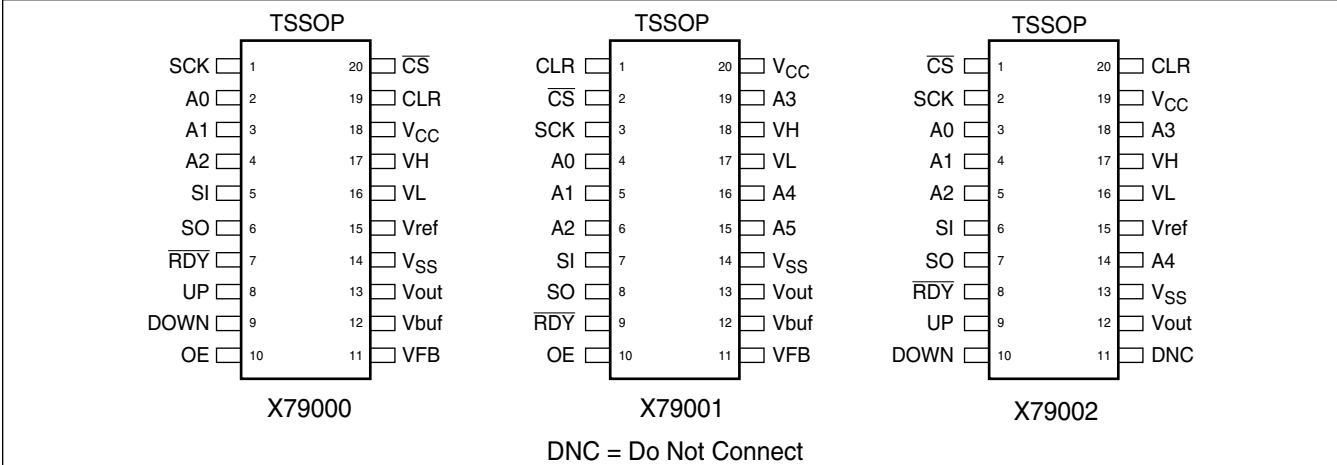 TSSOP TSSOP TSSOP
SCK 1 20 C̅S̅ CLR 1 20 VCC C̅S̅ 1 20 CLR
A0 2 19 CLR C̅S̅ 2 19 A3 SCK 2 19 VCC
A1 3 18 VCC SCK 3 18 VH A0 3 18 A3
A2 4 17 VH A0 4 17 VL A1 4 17 VH
SI 5 16 VL A1 5 16 A4 A2 5 16 VL
SO 6 15 Vref A2 6 15 A5 SI 6 15 Vref
R̅D̅Y̅ 7 14 VSS SI 7 14 VSS SO 7 14 A4
UP 8 13 Vout SO 8 13 Vout R̅D̅Y̅ 8 13 VSS
DOWN 9 12 Vbuf R̅D̅Y̅ 9 12 Vbuf UP 9 12 Vout
OE 10 11 VFB OE 10 11 VFB DOWN 10 11 DNC
X79000 X79001 X79002
DNC = Do Not Connect